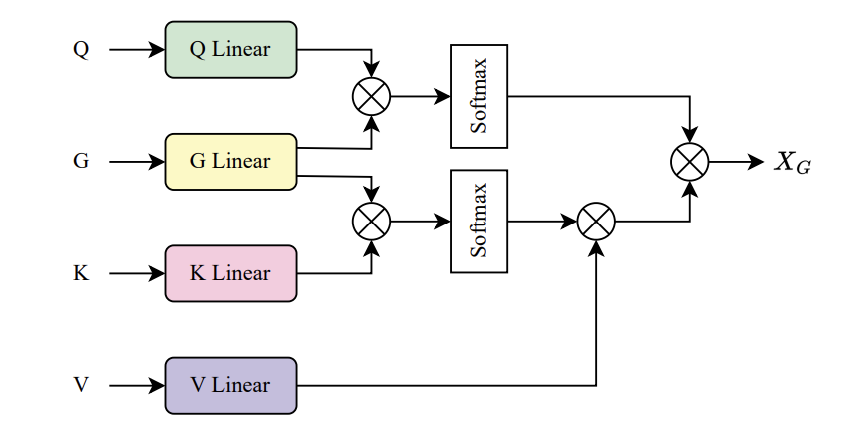 Q
Q Linear
Softmax
G
G Linear
X_G
Softmax
K
K Linear
V
V Linear